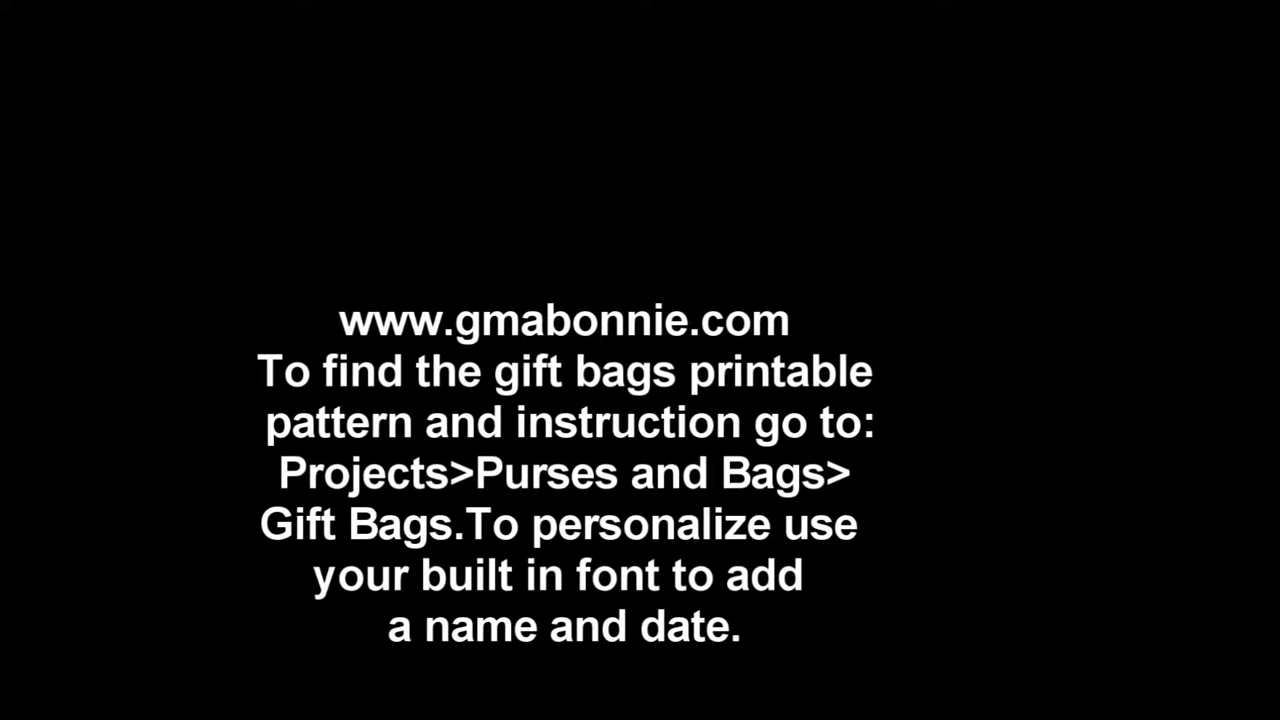 www.gmabonnie.com
To find the gift bags printable
pattern and instruction go to:
Projects>Purses and Bags>
Gift Bags.To personalize use
your built in font to add
a name and date.